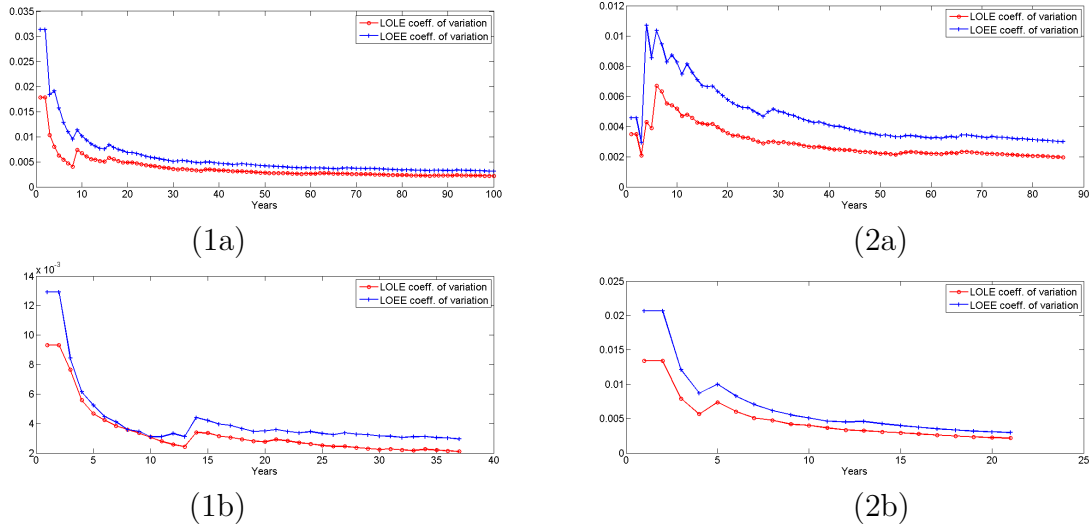 0.035
0.03
0.025
0.02
0.015
0.01
0.005
0
0 10 20 30 40 50 60 70 80 90 100
Years
LOLE coeff. of variation
LOEE coeff. of variation
(1a)
0.012
0.01
0.008
0.006
0.004
0.002
0
0 10 20 30 40 50 60 70 80 90
Years
LOLE coeff. of variation
LOEE coeff. of variation
(2a)
x 10⁻³
14
12
10
8
6
4
2
0 5 10 15 20 25 30 35 40
Years
LOLE coeff. of variation
LOEE coeff. of variation
(1b)
0.025
0.02
0.015
0.01
0.005
0
0 5 10 15 20 25
Years
LOLE coeff. of variation
LOEE coeff. of variation
(2b)